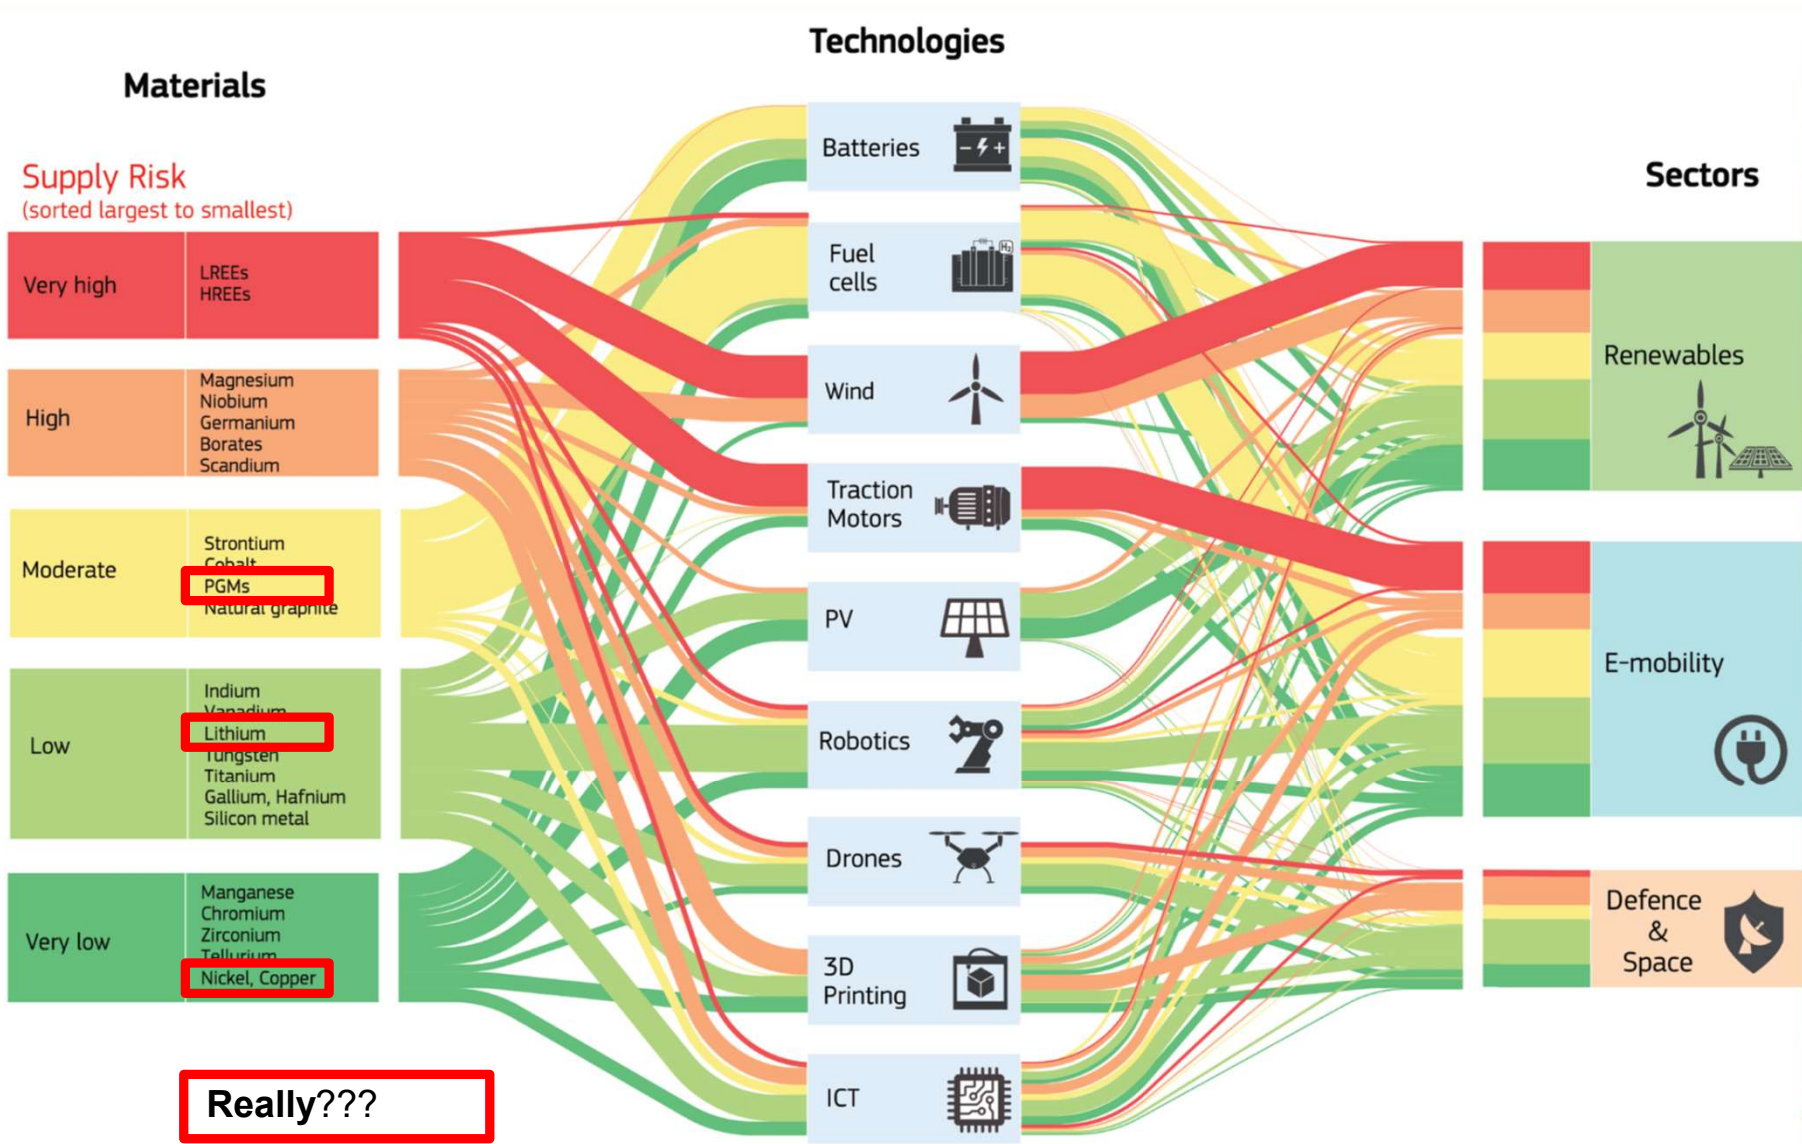 Technologies
Materials
Supply Risk
(sorted largest to smallest)
Very high
LREEs
HREEs
High
Magnesium
Niobium
Germanium
Borates
Scandium
Moderate
Strontium
Cobalt
PGMs
Natural graphite
Low
Indium
Vanadium
Lithium
Tungsten
Titanium
Gallium, Hafnium
Silicon metal
Very low
Manganese
Chromium
Zirconium
Tellurium
Nickel, Copper
Really???
Batteries
- +
Fuel
cells
H2
Wind
Traction
Motors
PV
Robotics
Drones
3D
Printing
ICT
Sectors
Renewables
E-mobility
Defence
&
Space